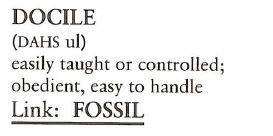 DOCILE
(DAHS ul)
easily taught or controlled;
obedient, easy to handle
Link: FOSSIL